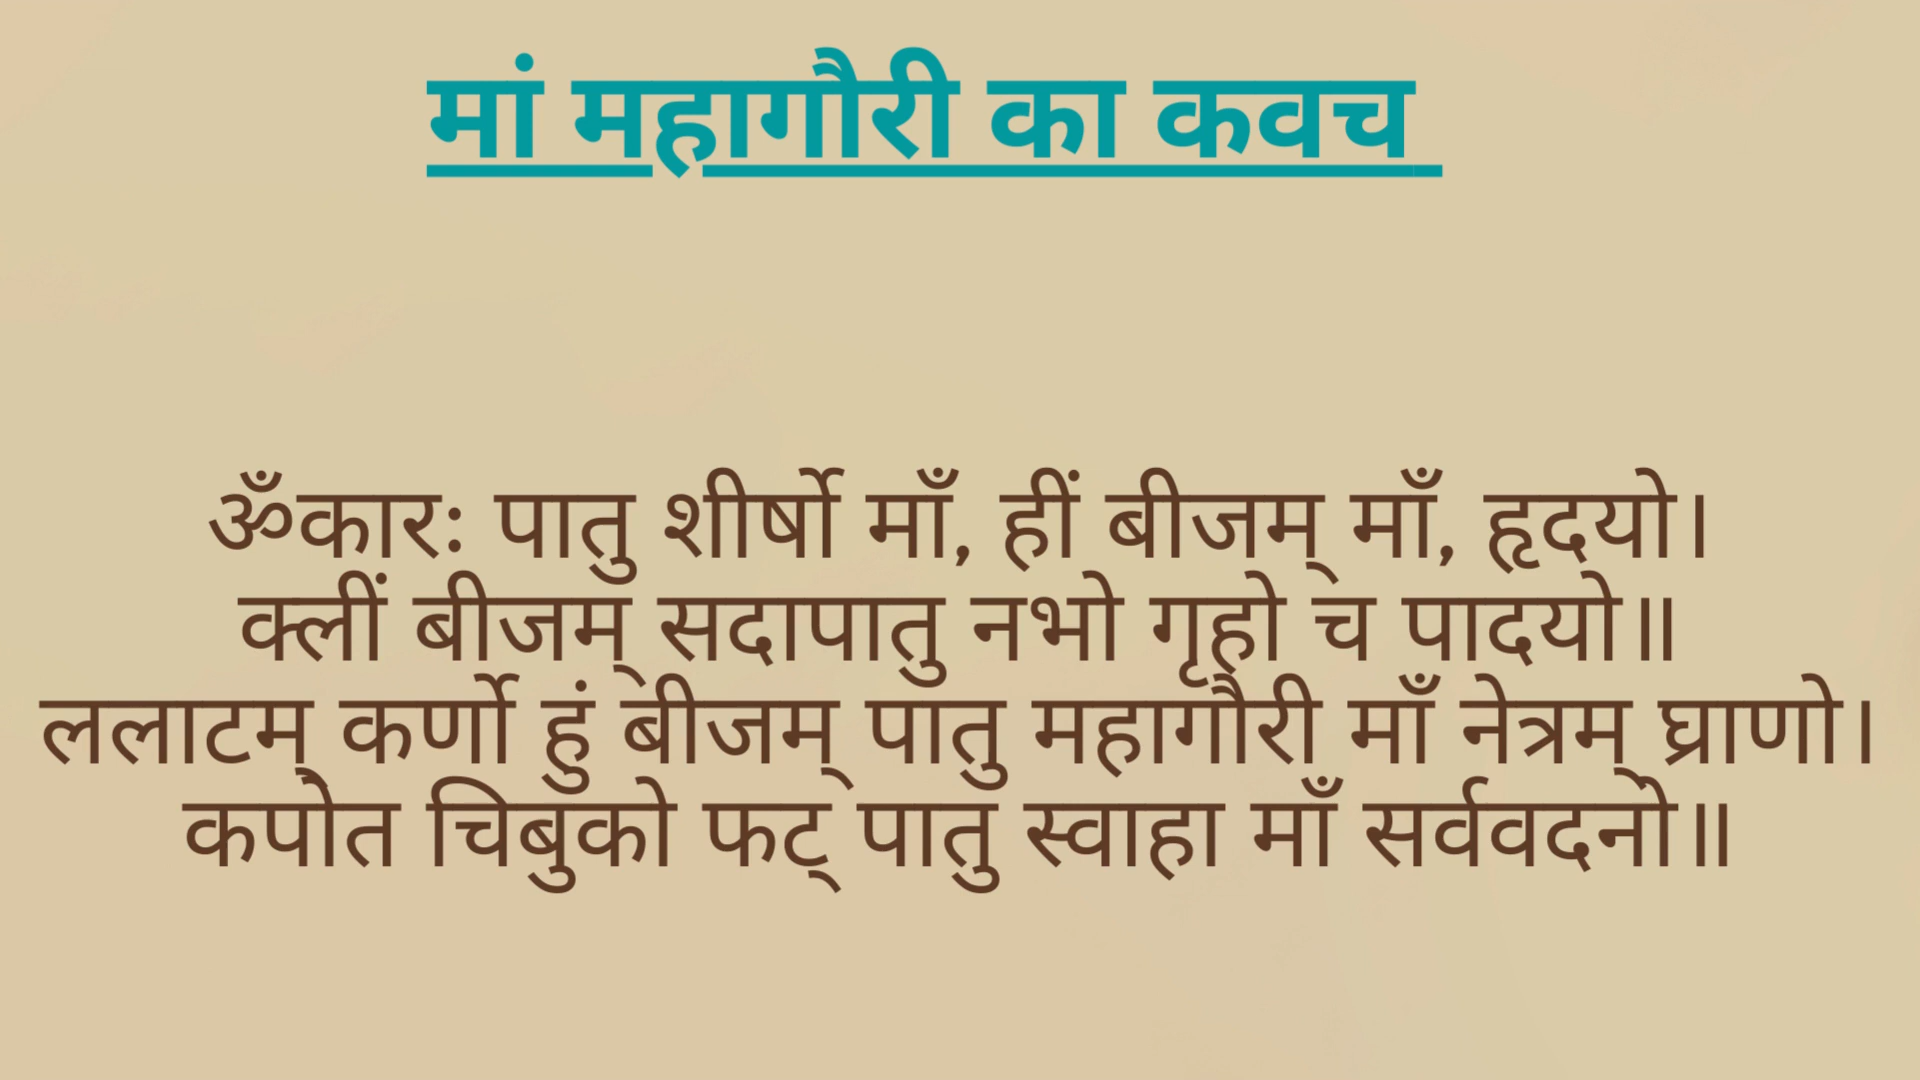 मां महागौरी का कवच
ॐकारः पातु शीर्षो माँ, हीं बीजम् माँ, हृदयो।
क्लीं बीजम् सदापातु नभो गृहो च पादयो॥
ललाटम् कर्णो हुं बीजम् पातु महागौरी माँ नेत्रम् घ्राणो।
कपोत चिबुको फट् पातु स्वाहा माँ सर्ववदनो॥